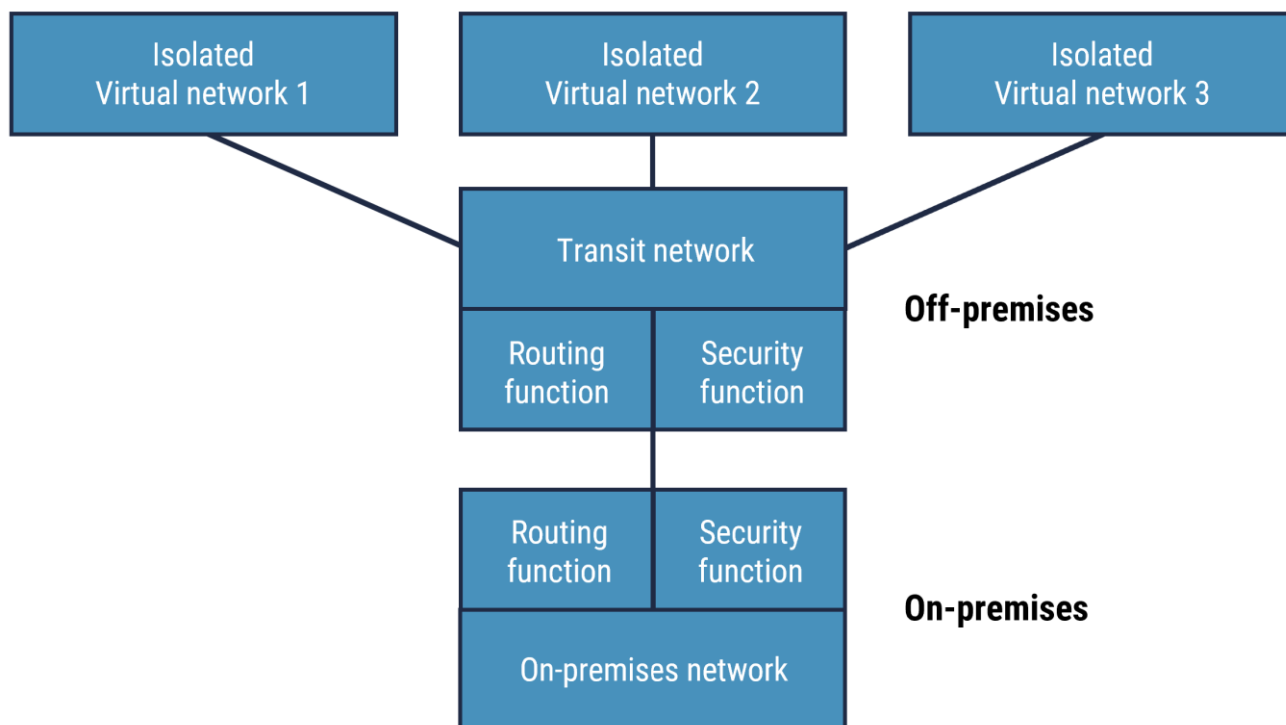 Isolated
Virtual network 1
Isolated
Virtual network 2
Isolated
Virtual network 3
Transit network
Off-premises
Routing
function
Security
function
Routing
function
Security
function
On-premises
On-premises network